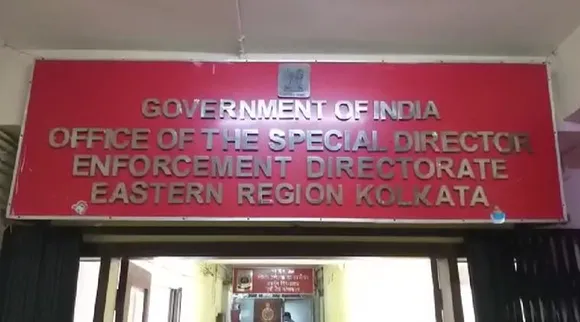 GOVERNMENT OF INDIA
OFFICE OF THE SPECIAL DIRECTOR
ENFORCEMENT DIRECTORATE
EASTERN REGION KOLKATA